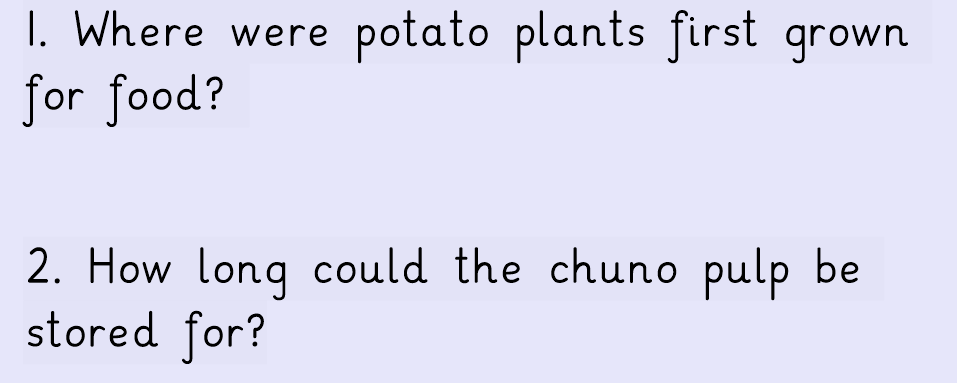 1. Where were potato plants first grown
for food?
2. How long could the chuno pulp be
stored for?